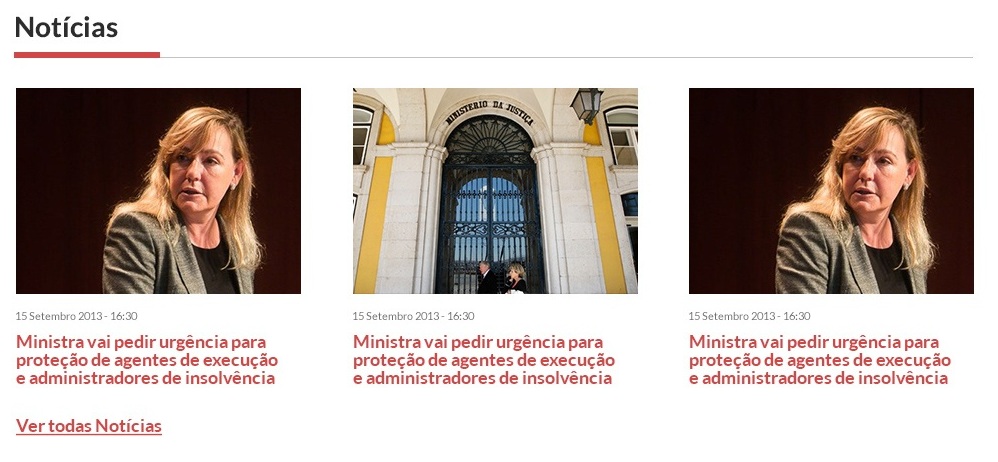 Notícias
MINISTERIO DA JUSTIÇA
15 Setembro 2013 - 16:30
Ministra vai pedir urgência para
proteção de agentes de execução
e administradores de insolvência
15 Setembro 2013 - 16:30
Ministra vai pedir urgência para
proteção de agentes de execução
e administradores de insolvência
15 Setembro 2013 - 16:30
Ministra vai pedir urgência para
proteção de agentes de execução
e administradores de insolvência
Ver todas Notícias